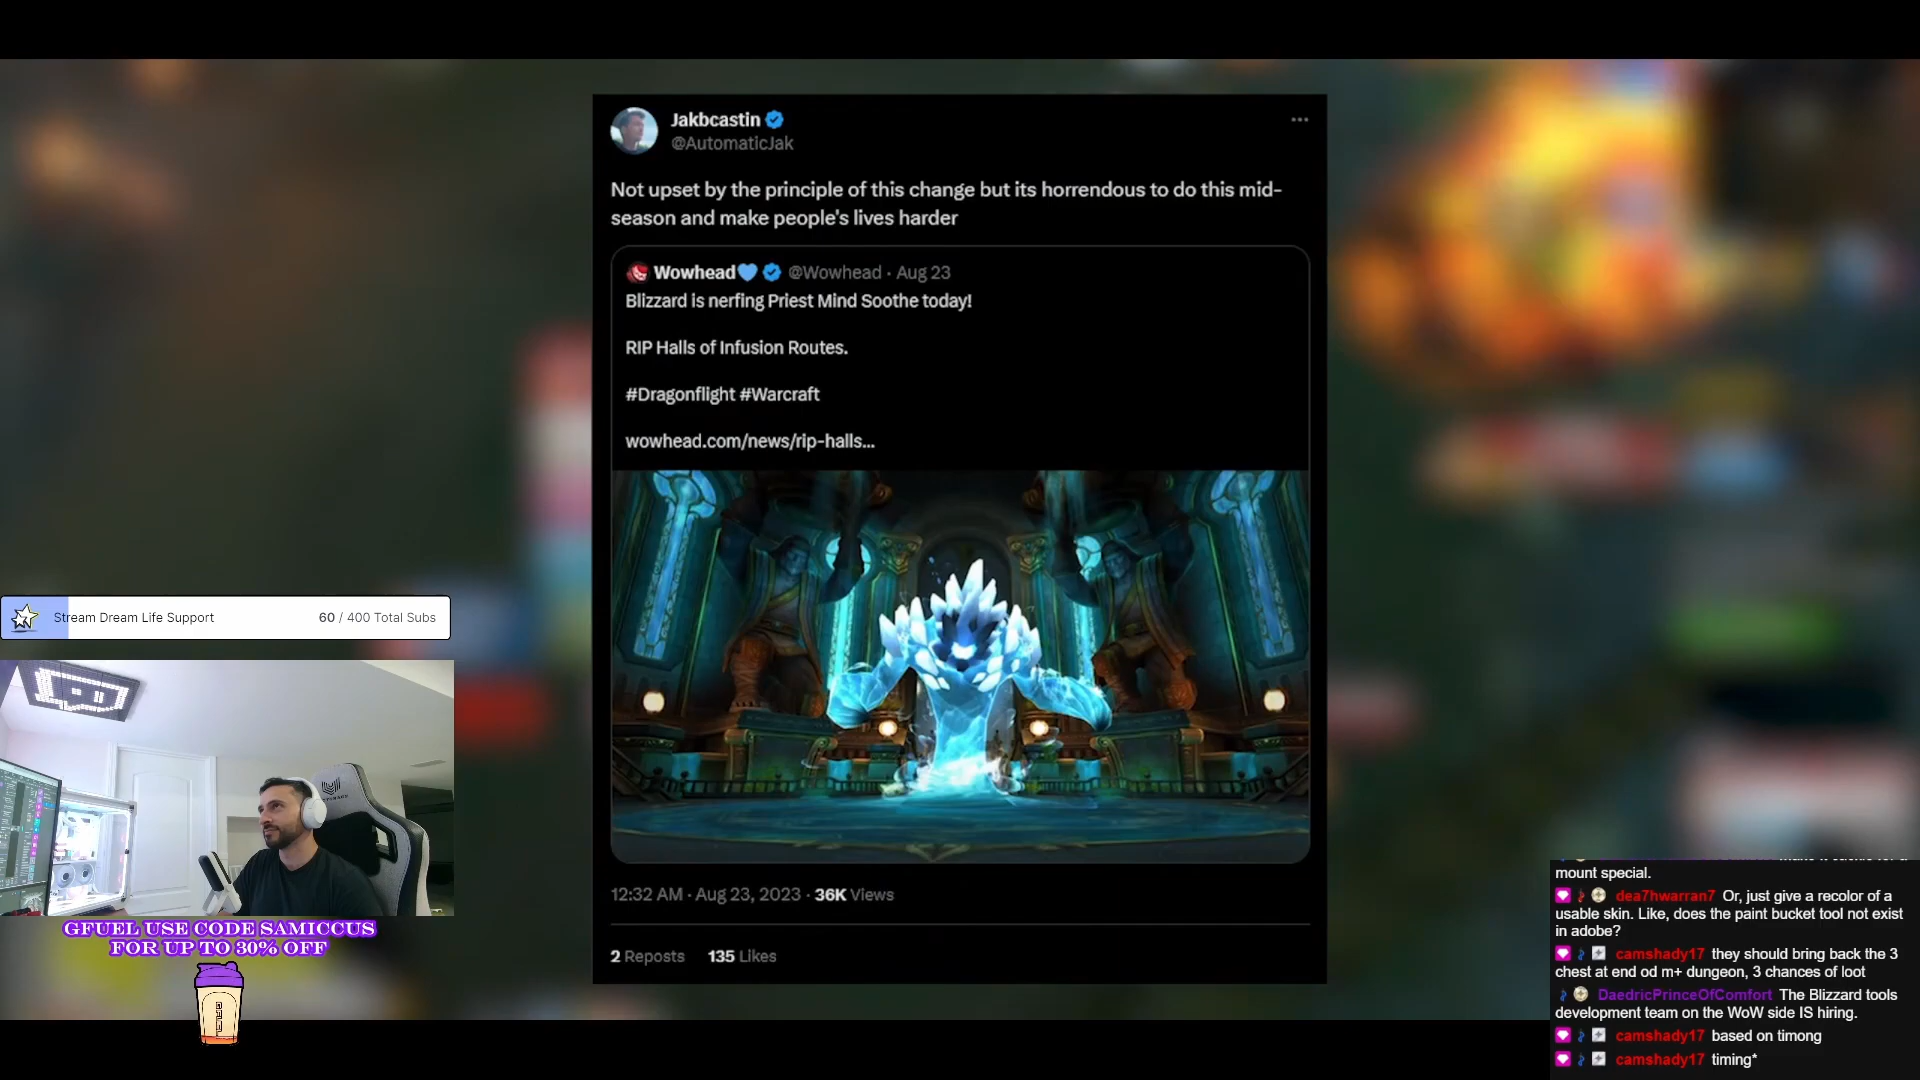 Jakbcastin
@AutomaticJak
Not upset by the principle of this change but its horrendous to do this mid-
season and make people's lives harder
Wowhead @Wowhead · Aug 23
Blizzard is nerfing Priest Mind Soothe today!
RIP Halls of Infusion Routes.
#Dragonflight #Warcraft
wowhead.com/news/rip-halls...
12:32 AM · Aug 23, 2023 · 36K Views
2 Reposts 135 Likes
Stream Dream Life Support 60 / 400 Total Subs
GFUEL USE CODE SAMICCUS
FOR UP TO 30% OFF
mount special.
dea7hwarran7 Or, just give a recolor of a
usable skin. Like, does the paint bucket tool not exist
in adobe?
camshady17 they should bring back the 3
chest at end od m+ dungeon, 3 chances of loot
DaedricPrinceOfComfort The Blizzard tools
development team on the WoW side IS hiring.
camshady17 based on timong
camshady17 timing*